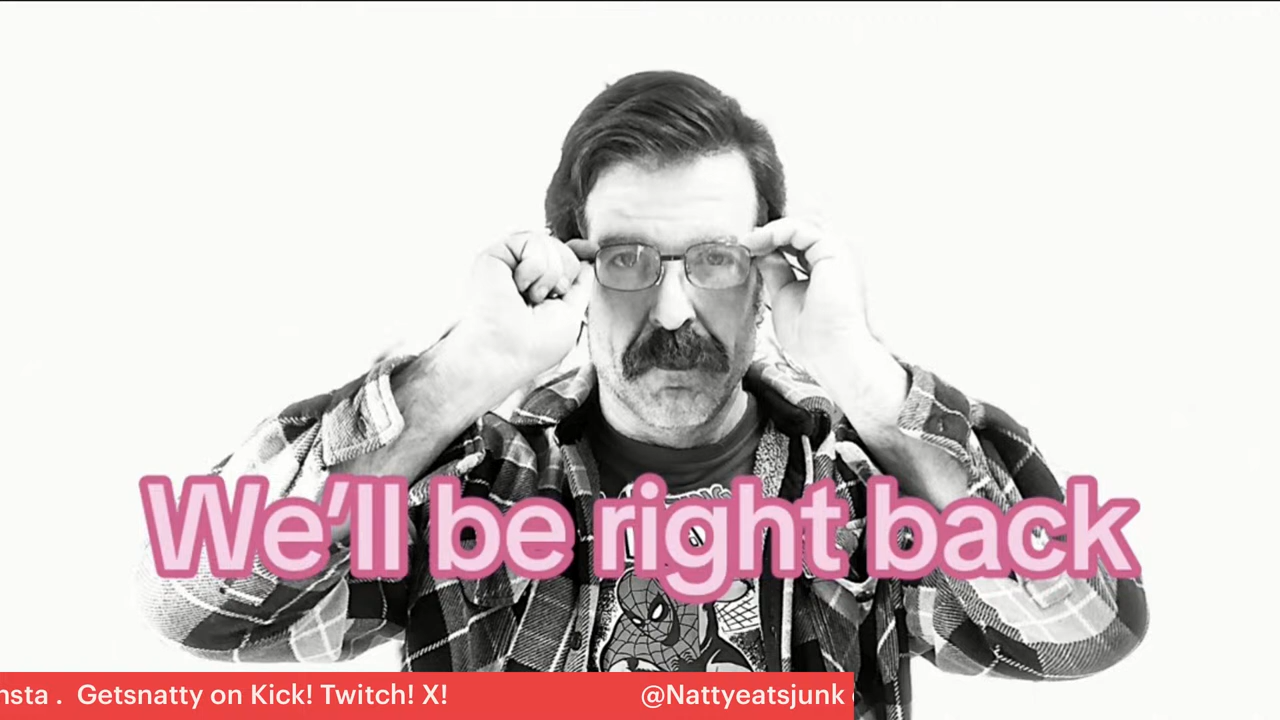 We'll be right back
nsta . Getsnatty on Kick! Twitch! X! @Nattyeatsjunk